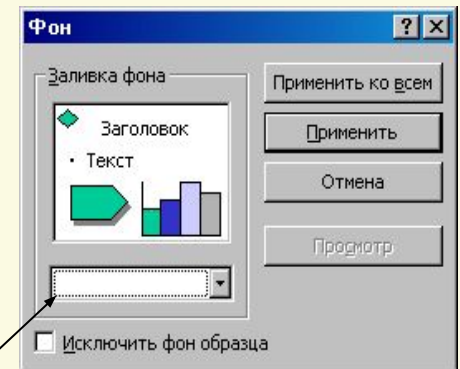 Фон
Заливка фона
Заголовок
• Текст
Применить ко всем
Применить
Отмена
Просмотр
Исключить фон образца